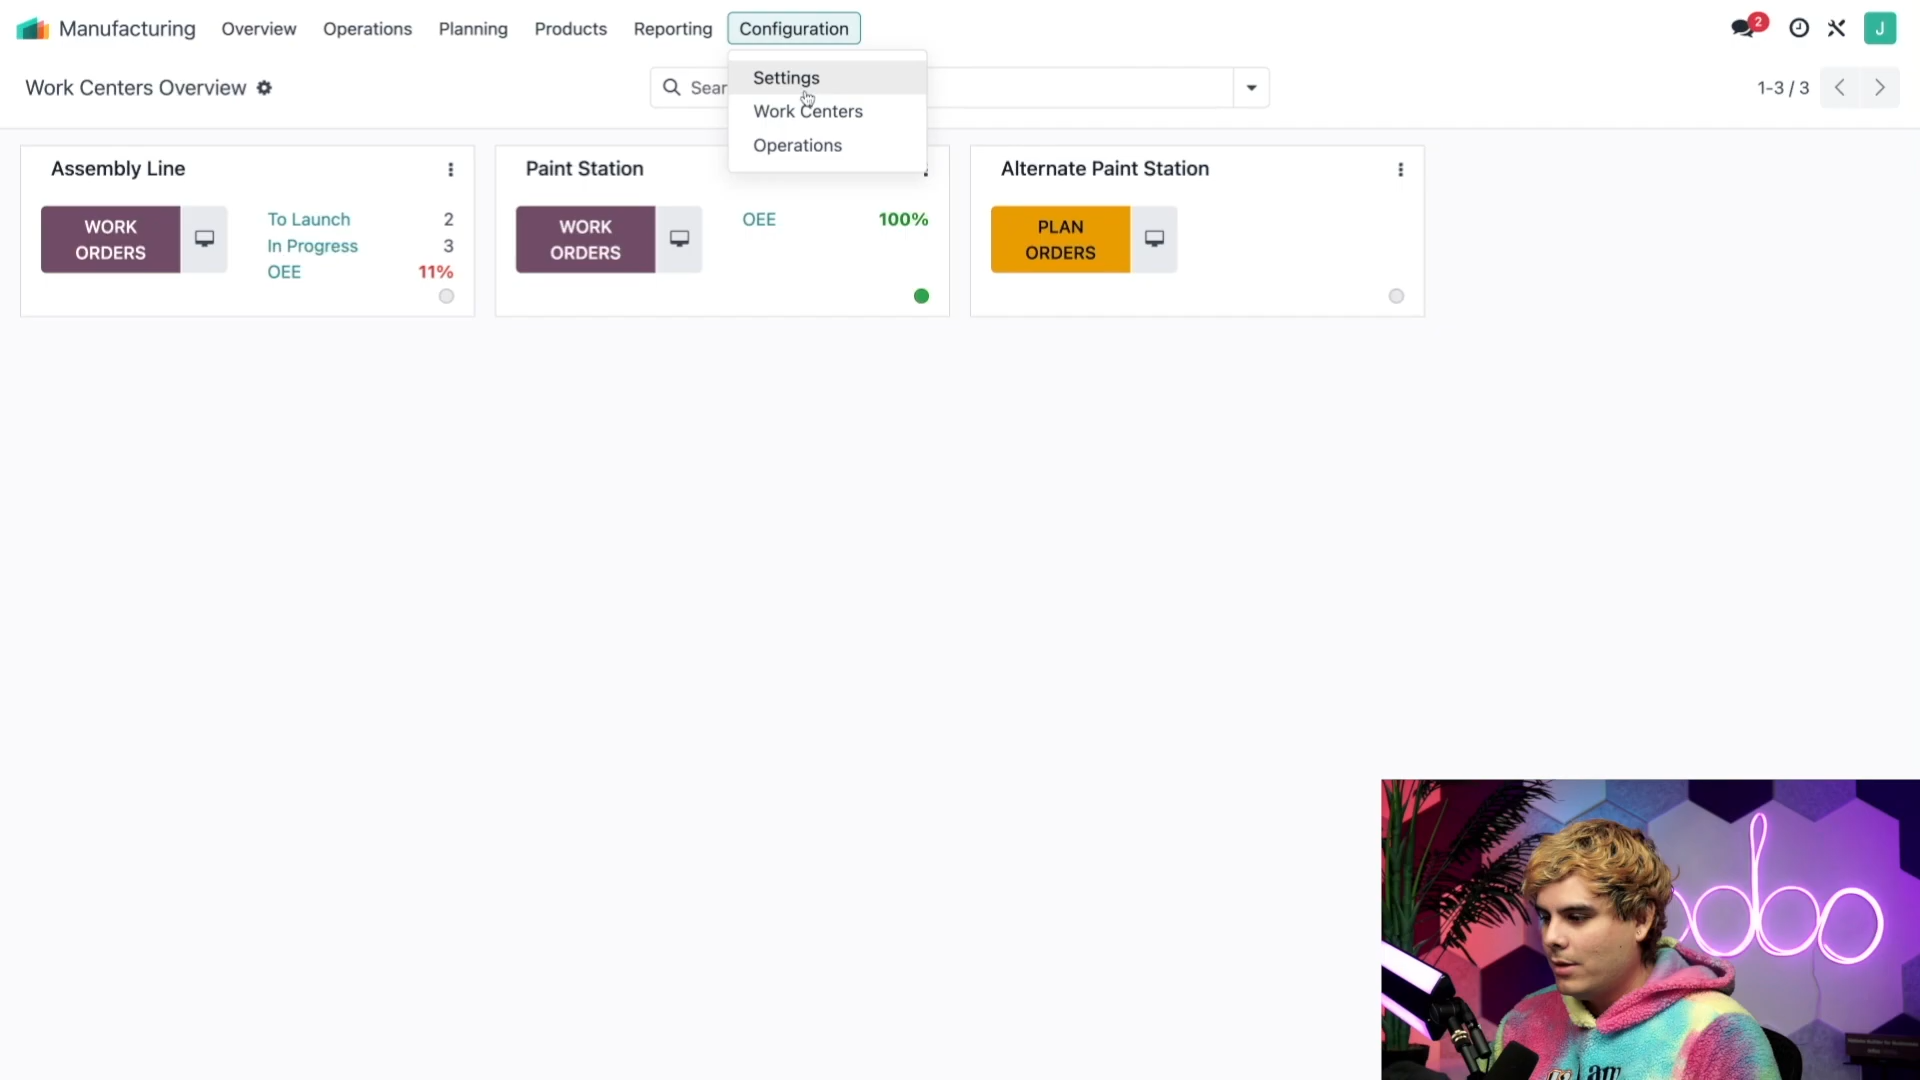 Manufacturing Overview Operations Planning Products Reporting Configuration 2 J
Work Centers Overview Sear 1-3 / 3
Settings
Work Centers
Operations
Assembly Line
WORK ORDERS
To Launch 2
In Progress 3
OEE 11%
Paint Station
WORK ORDERS
OEE 100%
Alternate Paint Station
PLAN ORDERS
odoo
am